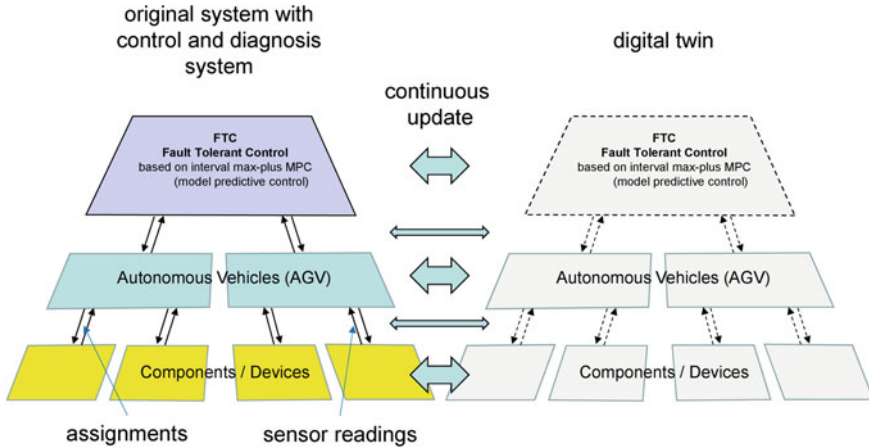 original system with
control and diagnosis
system
digital twin
continuous
update
FTC
Fault Tolerant Control
based on interval max-plus MPC
(model predictive control)
FTC
Fault Tolerant Control
based on interval max-plus MPC
(model predictive control)
Autonomous Vehicles (AGV)
Autonomous Vehicles (AGV)
Components / Devices
Components / Devices
assignments
sensor readings